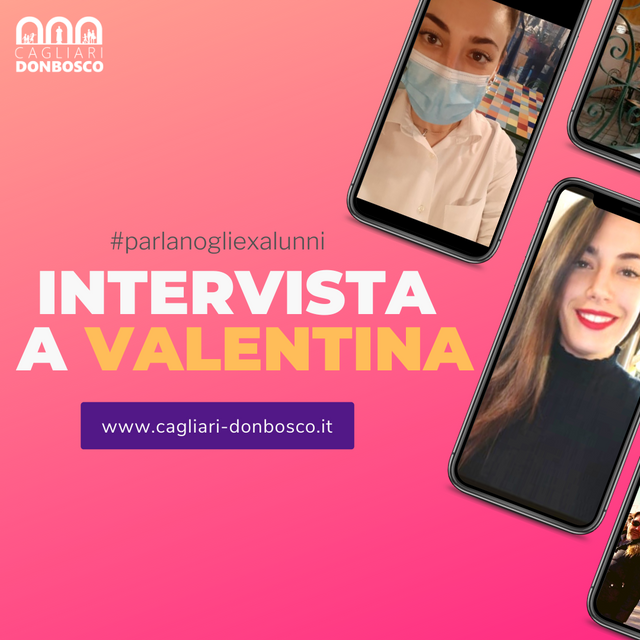 CAGLIARI
DONBOSCO
#parlanogliexalunni
INTERVISTA
A VALENTINA
www.cagliari-donbosco.it